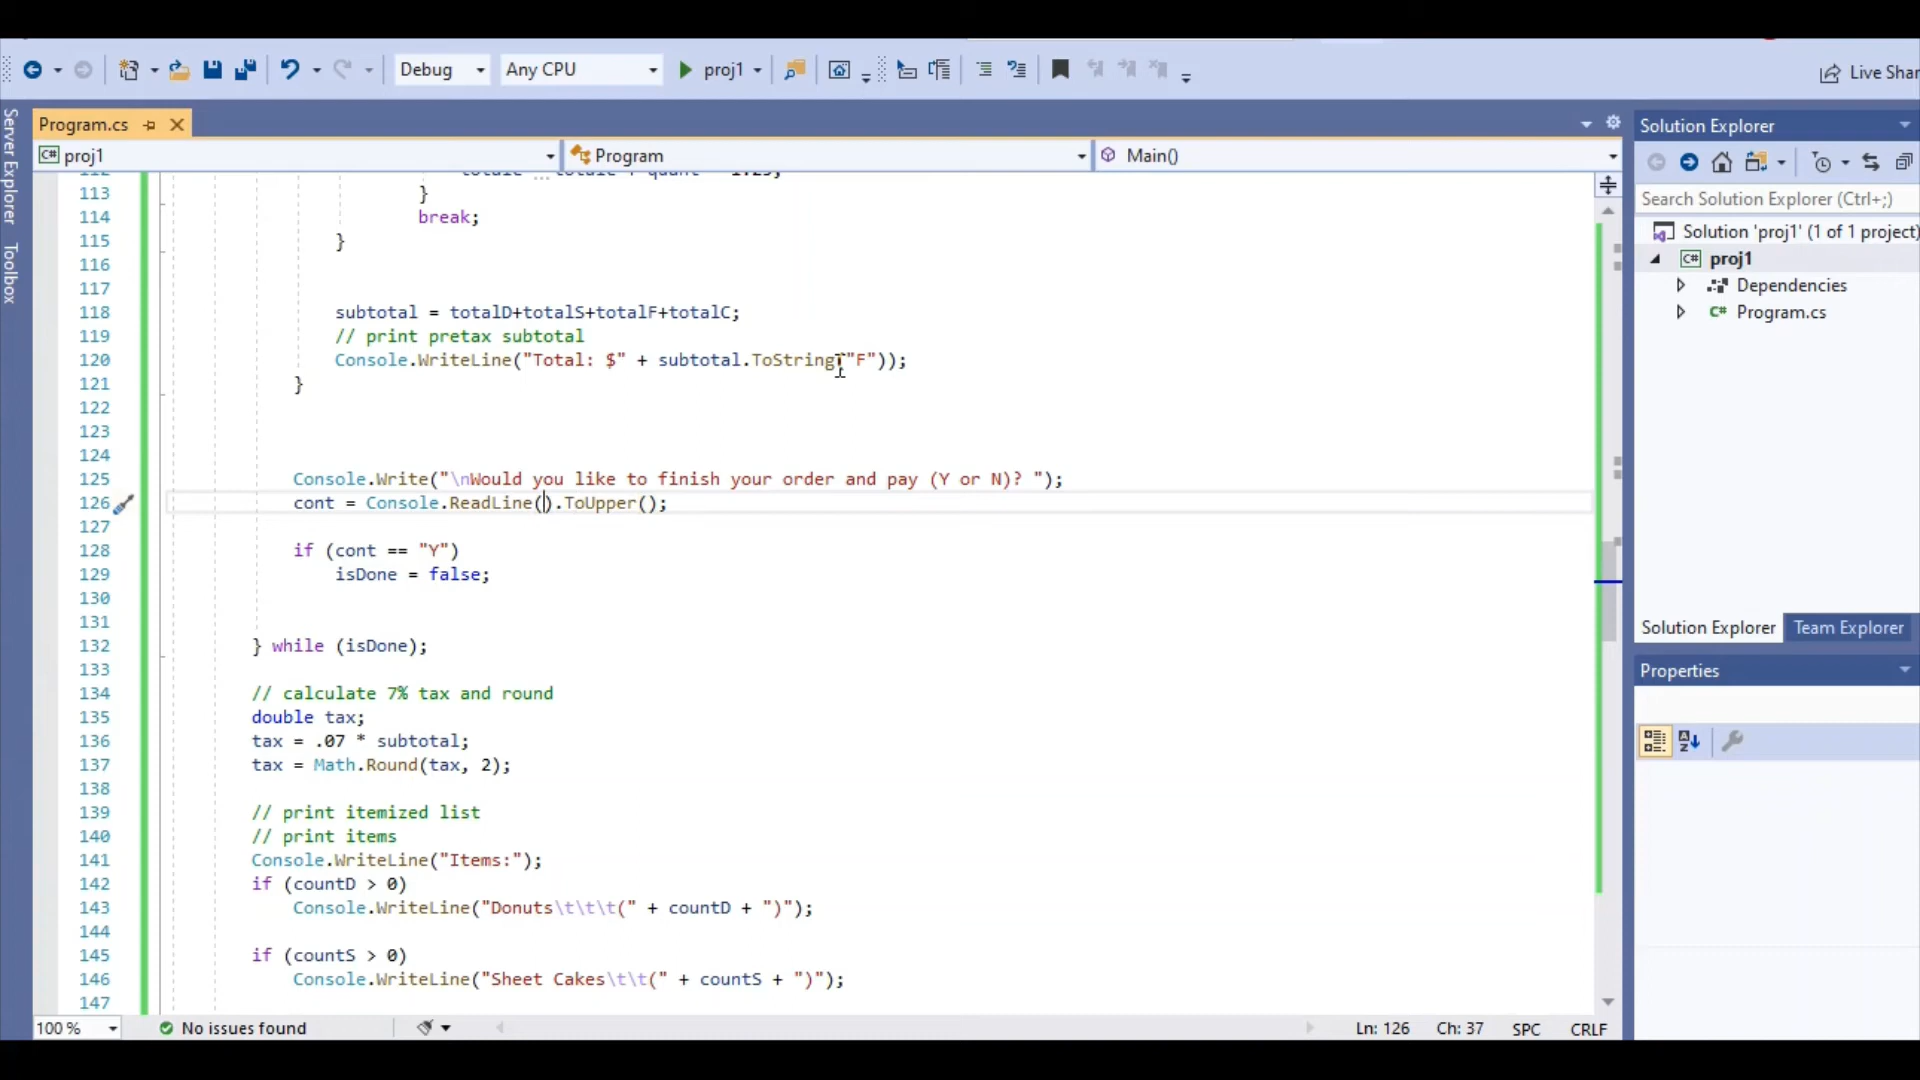 Debug
Any CPU
proj1
Live Shar
Program.cs
proj1
Program
Main()
Server Explorer
Toolbox
113 }
114 break;
115 }
116
117
118 subtotal = totalD+totalS+totalF+totalC;
119 // print pretax subtotal
120 Console.WriteLine("Total: $" + subtotal.ToString("F"));
121 }
122
123
124
125 Console.Write("\nWould you like to finish your order and pay (Y or N)? ");
126 cont = Console.ReadLine().ToUpper();
127
128 if (cont == "Y")
129 isDone = false;
130
131
132 } while (isDone);
133
134 // calculate 7% tax and round
135 double tax;
136 tax = .07 * subtotal;
137 tax = Math.Round(tax, 2);
138
139 // print itemized list
140 // print items
141 Console.WriteLine("Items:");
142 if (countD > 0)
143 Console.WriteLine("Donuts\t\t\t(" + countD + ")");
144
145 if (countS > 0)
146 Console.WriteLine("Sheet Cakes\t\t(" + countS + ")");
147
100 %
No issues found
Ln: 126
Ch: 37
SPC
CRLF
Solution Explorer
Search Solution Explorer (Ctrl+;)
Solution 'proj1' (1 of 1 project)
C# proj1
Dependencies
C# Program.cs
Solution Explorer
Team Explorer
Properties